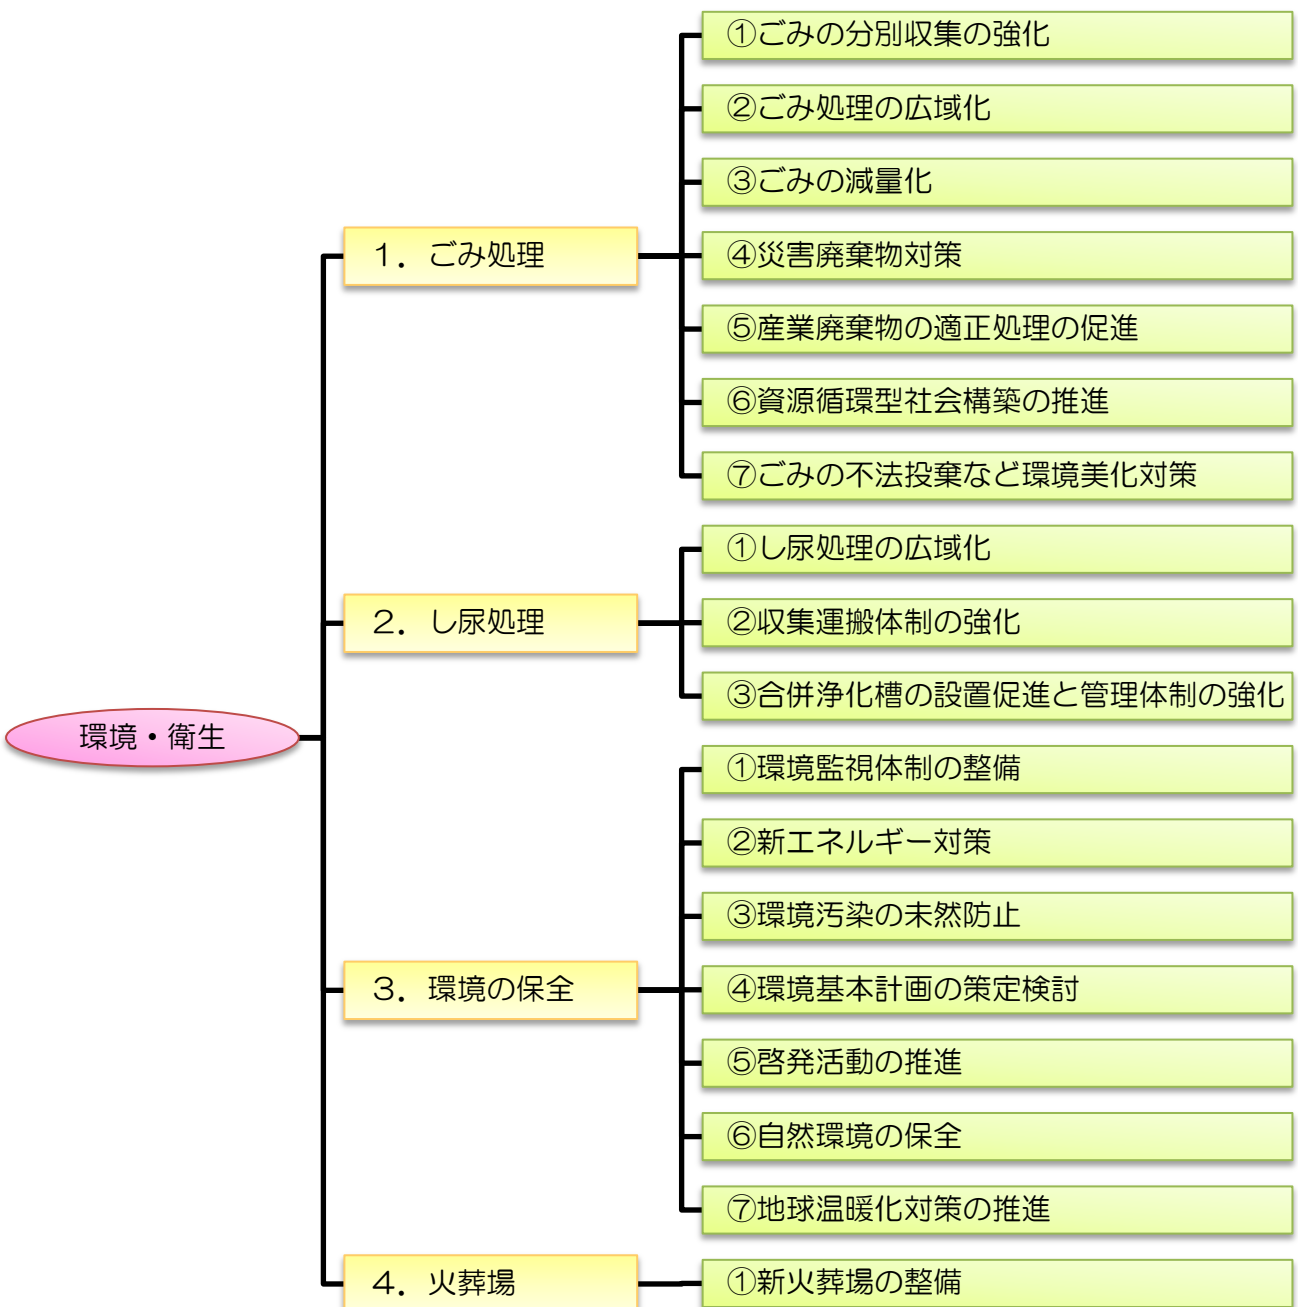 環境・衛生
１．ごみ処理
①ごみの分別収集の強化
②ごみ処理の広域化
③ごみの減量化
④災害廃棄物対策
⑤産業廃棄物の適正処理の促進
⑥資源循環型社会構築の推進
⑦ごみの不法投棄など環境美化対策
２．し尿処理
①し尿処理の広域化
②収集運搬体制の強化
③合併浄化槽の設置促進と管理体制の強化
３．環境の保全
①環境監視体制の整備
②新エネルギー対策
③環境汚染の未然防止
④環境基本計画の策定検討
⑤啓発活動の推進
⑥自然環境の保全
⑦地球温暖化対策の推進
４．火葬場
①新火葬場の整備